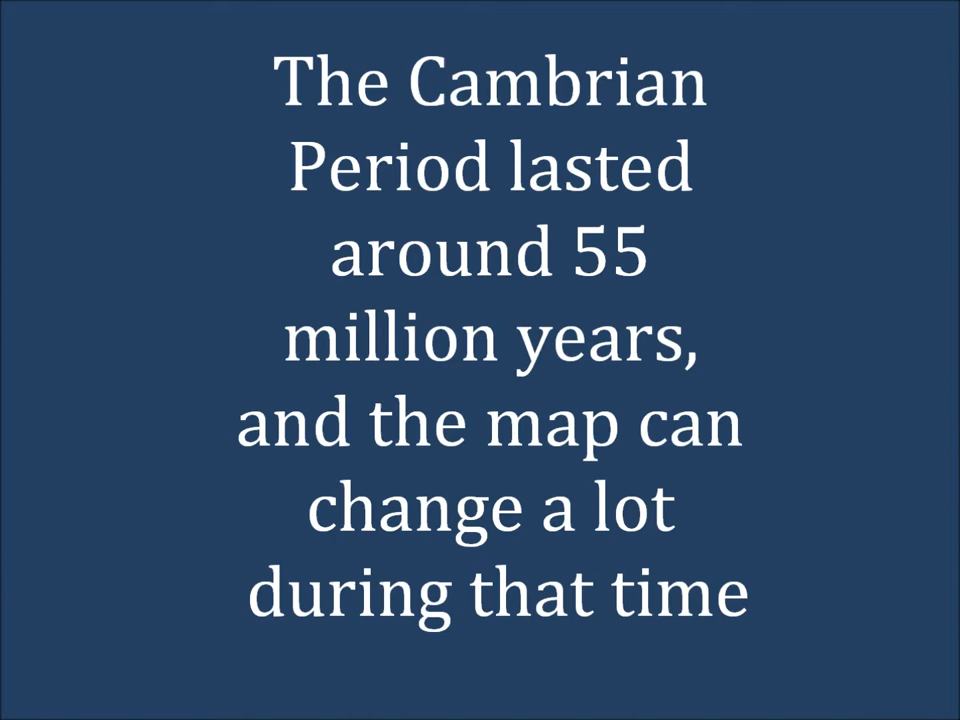 The Cambrian
Period lasted
around 55
million years,
and the map can
change a lot
during that time